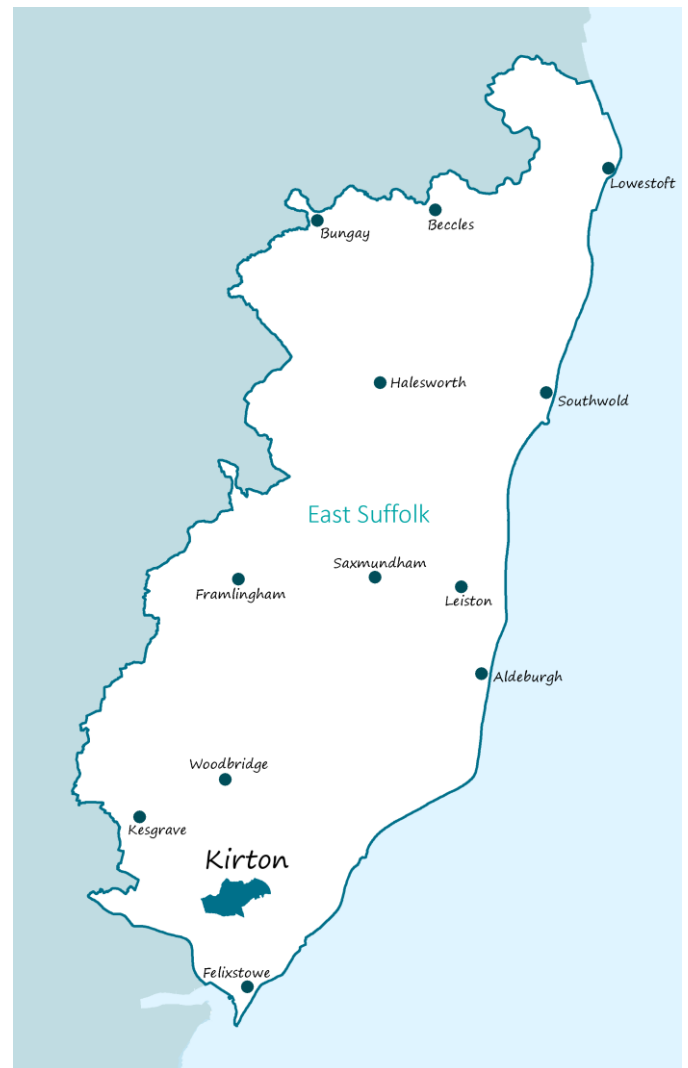 Lowestoft
Beccles
Bungay
Halesworth
Southwold
East Suffolk
Saxmundham
Framlingham
Leiston
Aldeburgh
Woodbridge
Kesgrave
Kirton
Felixstowe